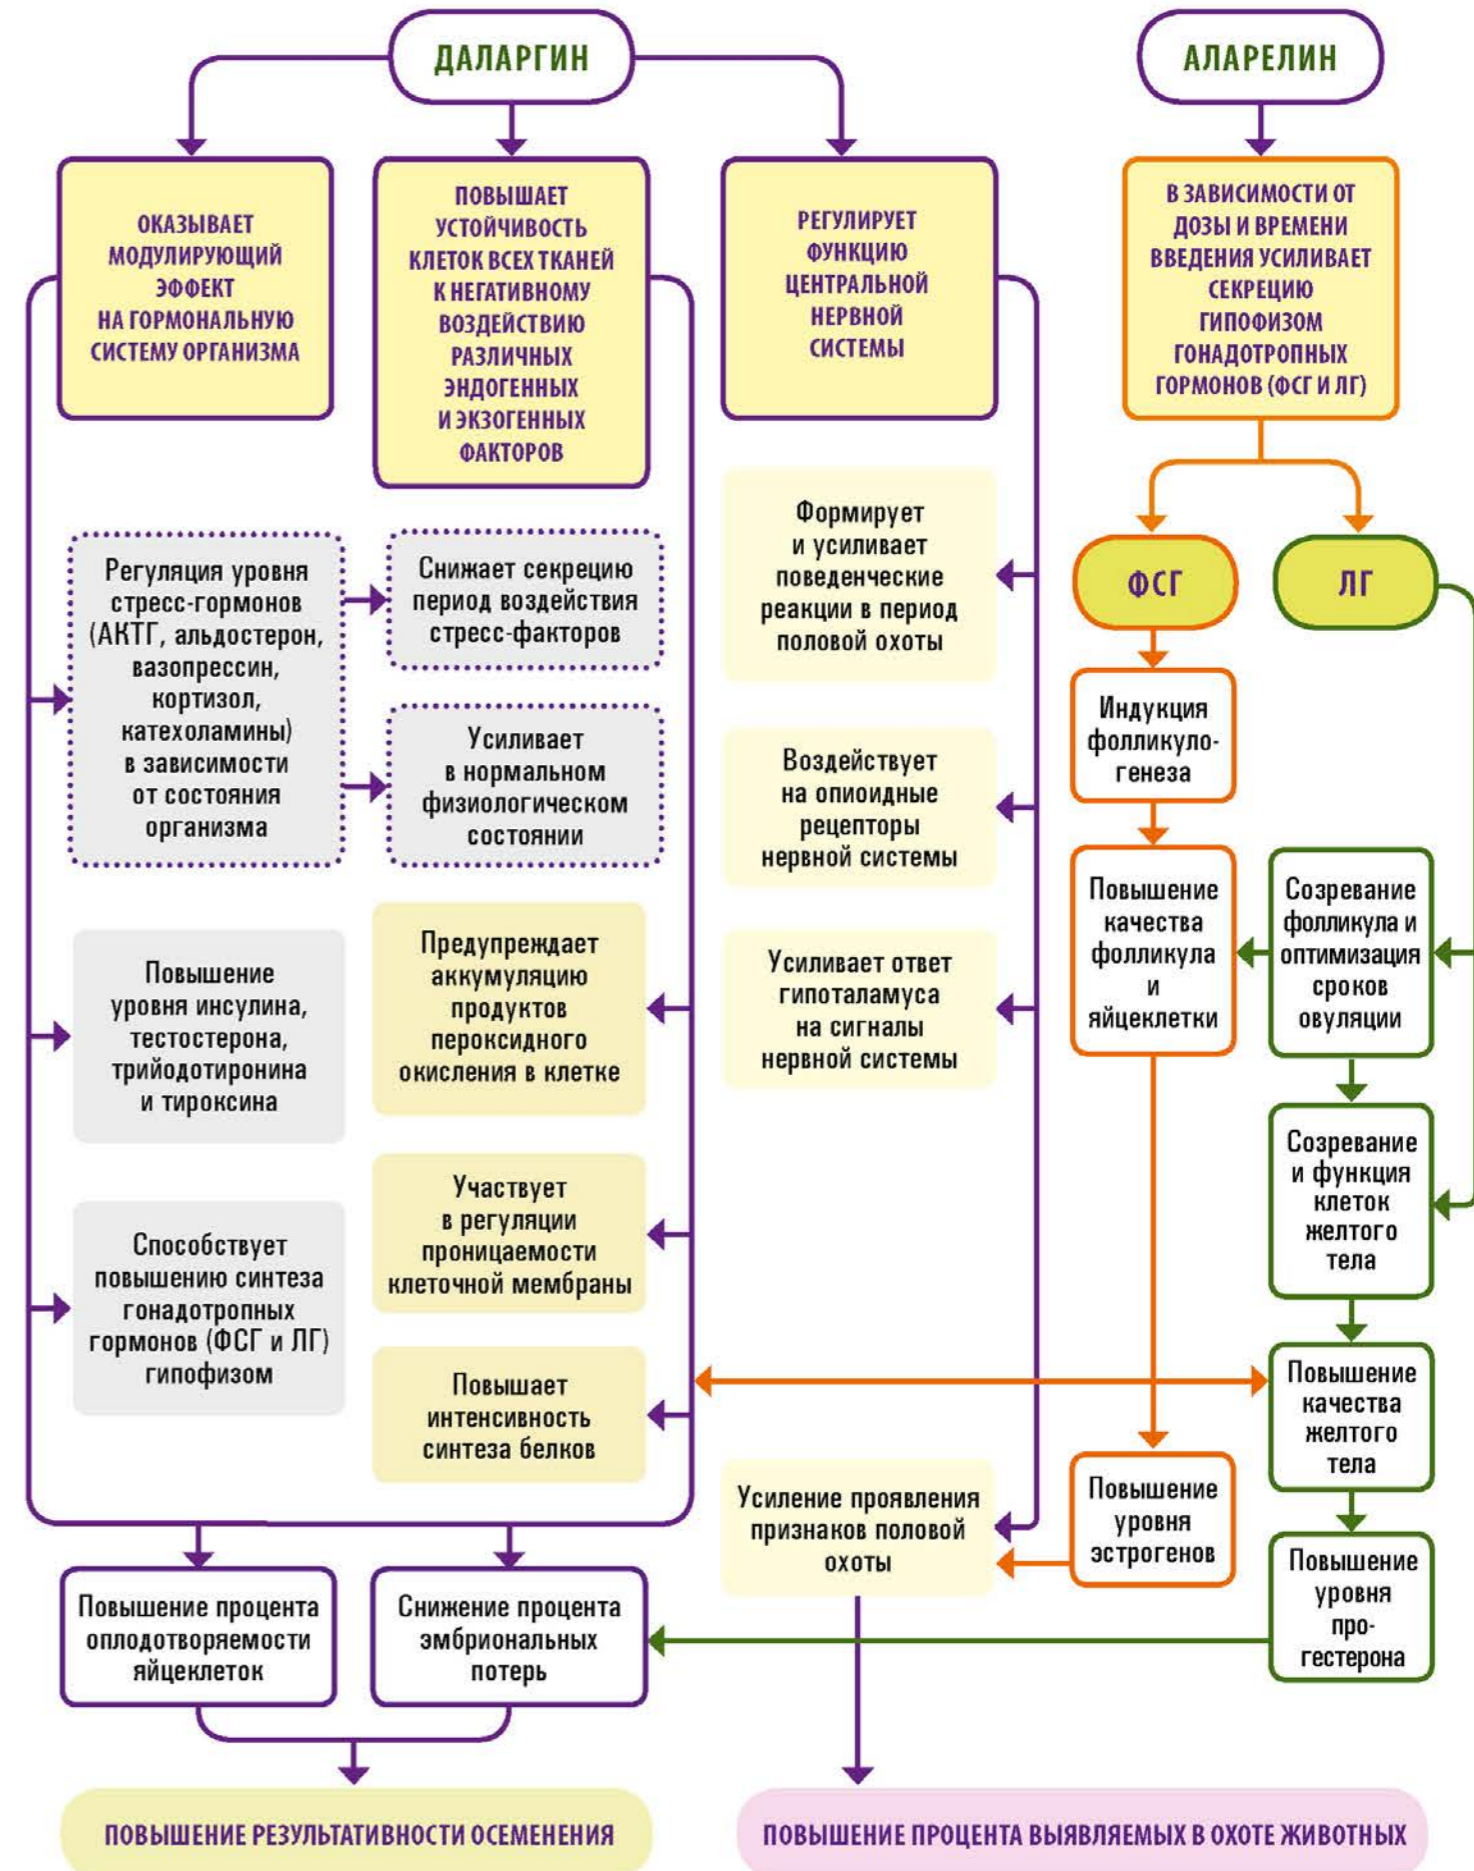 ДАЛАРГИН
АЛАРЕЛИН
ОКАЗЫВАЕТ
МОДУЛИРУЮЩИЙ
ЭФФЕКТ
НА ГОРМОНАЛЬНУЮ
СИСТЕМУ ОРГАНИЗМА
ПОВЫШАЕТ
УСТОЙЧИВОСТЬ
КЛЕТОК ВСЕХ ТКАНЕЙ
К НЕГАТИВНОМУ
ВОЗДЕЙСТВИЮ
РАЗЛИЧНЫХ
ЭНДОГЕННЫХ
И ЭКЗОГЕННЫХ
ФАКТОРОВ
РЕГУЛИРУЕТ
ФУНКЦИЮ
ЦЕНТРАЛЬНОЙ
НЕРВНОЙ
СИСТЕМЫ
В ЗАВИСИМОСТИ ОТ
ДОЗЫ И ВРЕМЕНИ
ВВЕДЕНИЯ УСИЛИВАЕТ
СЕКРЕЦИЮ
ГИПОФИЗОМ
ГОНАДОТРОПНЫХ
ГОРМОНОВ (ФСГ И ЛГ)
Регуляция уровня
стресс-гормонов
(АКТГ, альдостерон,
вазопрессин,
кортизол,
катехоламины)
в зависимости
от состояния
организма
Снижает секрецию
период воздействия
стресс-факторов
Усиливает
в нормальном
физиологическом
состоянии
Формирует
и усиливает
поведенческие
реакции в период
половой охоты
ФСГ
ЛГ
Индукция
фолликуло-
генеза
Воздействует
на опиоидные
рецепторы
нервной системы
Повышение
качества
фолликула
и
яйцеклетки
Созревание
фолликула и
оптимизация
сроков
овуляции
Повышение
уровня инсулина,
тестостерона,
трийодотиронина
и тироксина
Предупреждает
аккумуляцию
продуктов
пероксидного
окисления в клетке
Усиливает ответ
гипоталамуса
на сигналы
нервной системы
Созревание
и функция
клеток
желтого
тела
Способствует
повышению синтеза
гонадотропных
гормонов (ФСГ и ЛГ)
гипофизом
Участвует
в регуляции
проницаемости
клеточной мембраны
Повышает
интенсивность
синтеза белков
Повышение
качества
желтого
тела
Усиление проявления
признаков половой
охоты
Повышение
уровня
эстрогенов
Повышение
уровня
про-
гестерона
Повышение процента
оплодотворяемости
яйцеклеток
Снижение процента
эмбриональных
потерь
ПОВЫШЕНИЕ РЕЗУЛЬТАТИВНОСТИ ОСЕМЕНЕНИЯ
ПОВЫШЕНИЕ ПРОЦЕНТА ВЫЯВЛЯЕМЫХ В ОХОТЕ ЖИВОТНЫХ